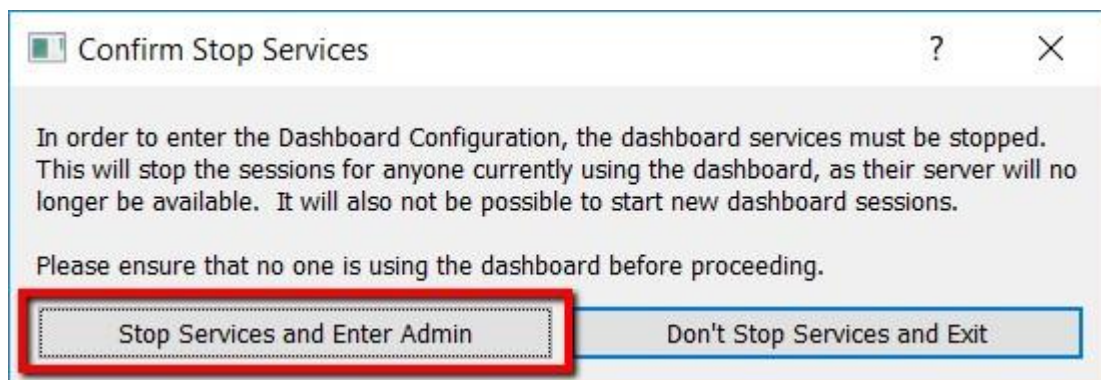 Confirm Stop Services
?
In order to enter the Dashboard Configuration, the dashboard services must be stopped.
This will stop the sessions for anyone currently using the dashboard, as their server will no
longer be available.  It will also not be possible to start new dashboard sessions.
Please ensure that no one is using the dashboard before proceeding.
Stop Services and Enter Admin
Don't Stop Services and Exit